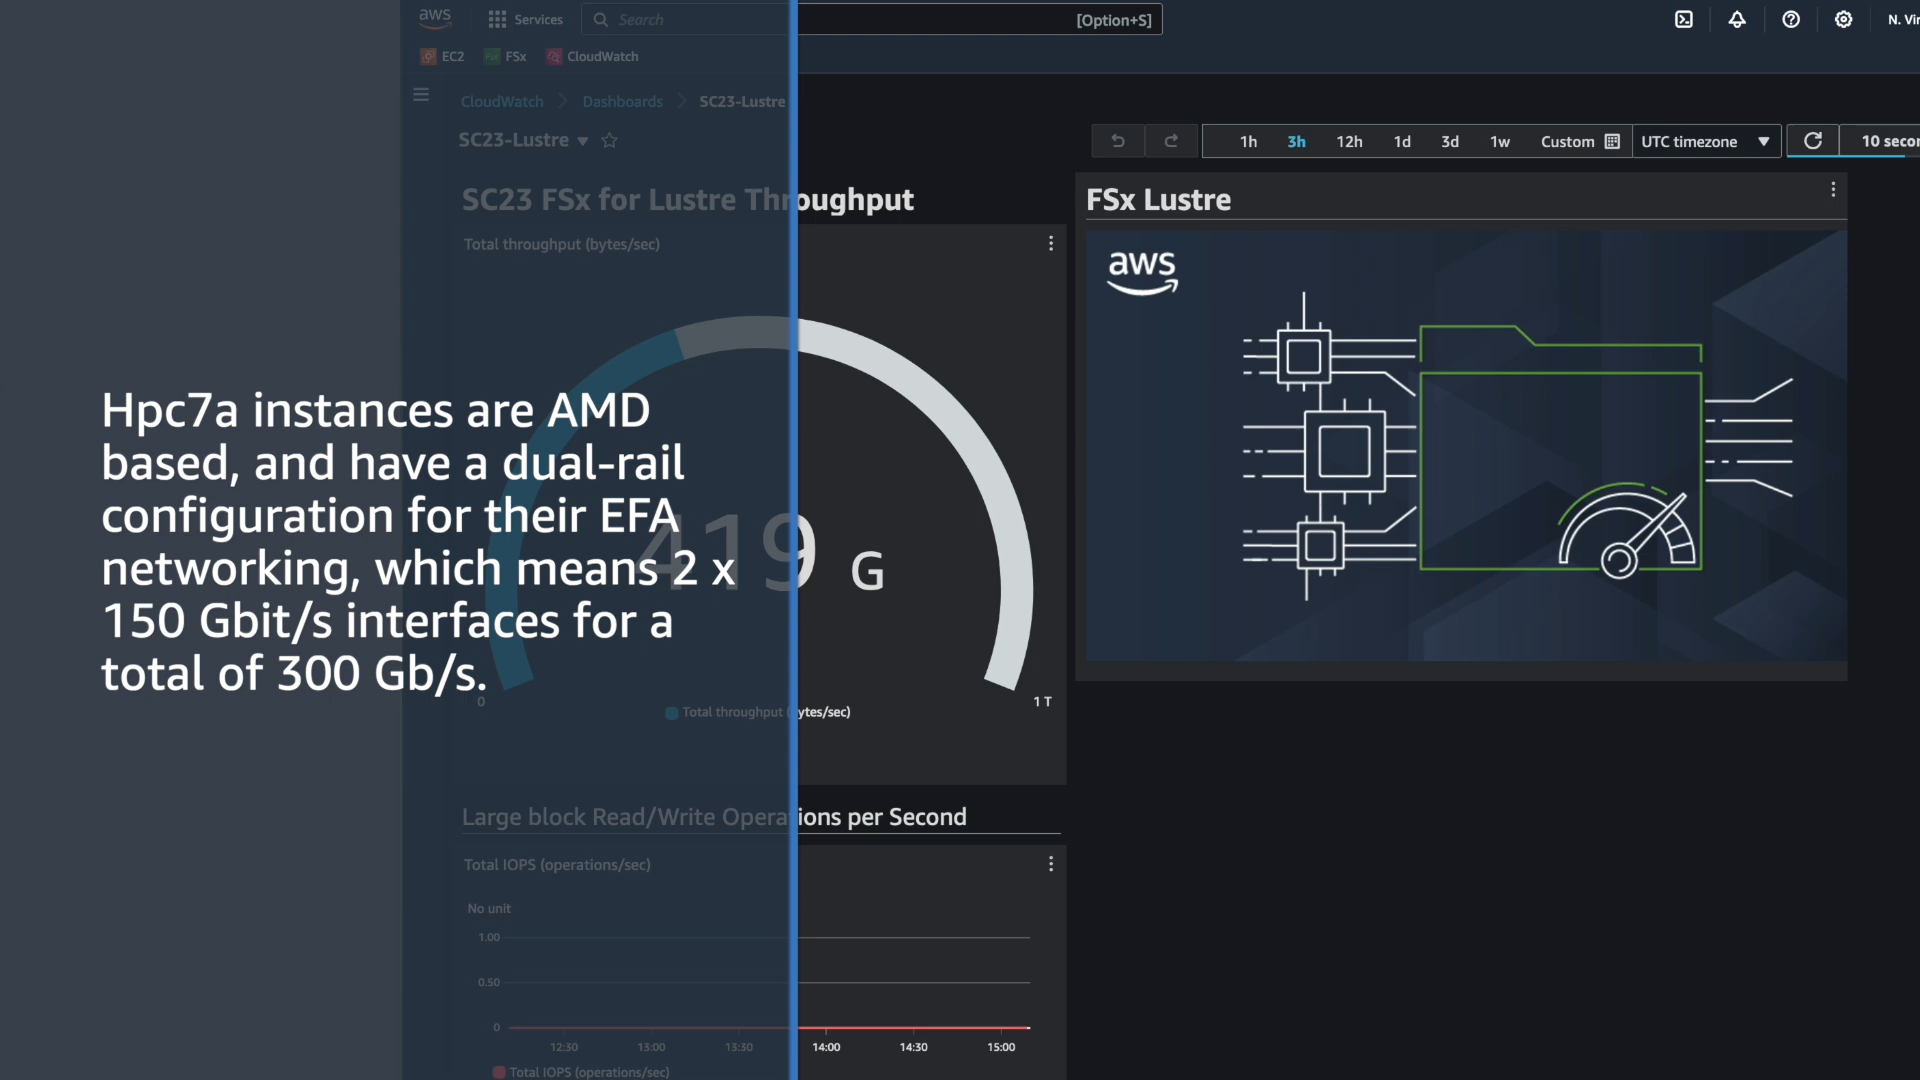 aws
Services
Search
[Option+S]
N. Vir
EC2
FSx
CloudWatch
CloudWatch
Dashboards
SC23-Lustre
SC23-Lustre
1h
3h
12h
1d
3d
1w
Custom
UTC timezone
10 secon
SC23 FSx for Lustre Throughput
Total throughput (bytes/sec)
FSx Lustre
aws
Hpc7a instances are AMD
based, and have a dual-rail
configuration for their EFA
networking, which means 2 x
150 Gbit/s interfaces for a
total of 300 Gb/s.
419 G
0
1 T
Total throughput (bytes/sec)
Large block Read/Write Operations per Second
Total IOPS (operations/sec)
No unit
1.00
0.50
0
12:30
13:00
13:30
14:00
14:30
15:00
Total IOPS (operations/sec)